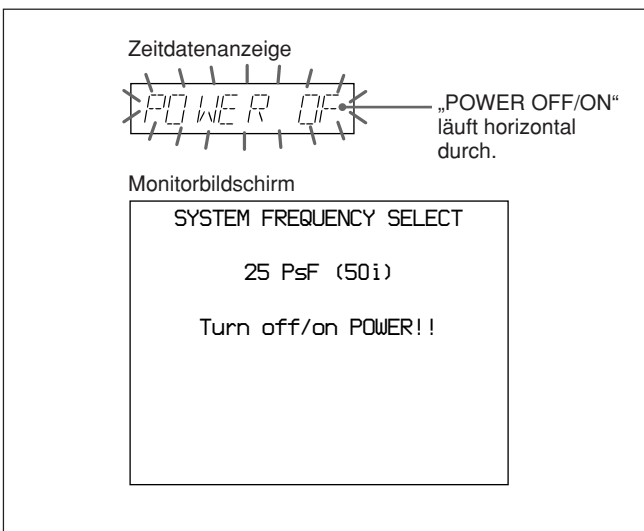 Zeitdatenanzeige
POWER OF
„POWER OFF/ON“
läuft horizontal
durch.
Monitorbildschirm
SYSTEM FREQUENCY SELECT
25 PsF (50i)
Turn off/on POWER!!